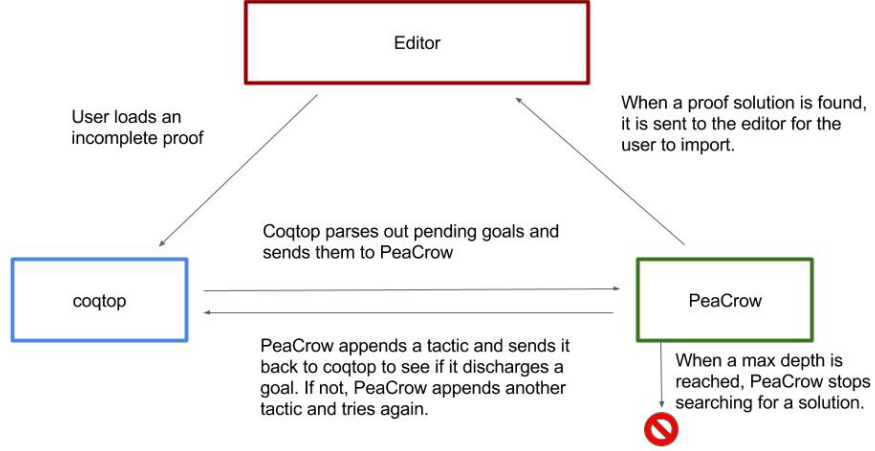 Editor
User loads an
incomplete proof
When a proof solution is found,
it is sent to the editor for the
user to import.
Coqtop parses out pending goals and
sends them to PeaCrow
coqtop
PeaCrow
PeaCrow appends a tactic and sends it
back to coqtop to see if it discharges a
goal. If not, PeaCrow appends another
tactic and tries again.
When a max depth is
reached, PeaCrow stops
searching for a solution.